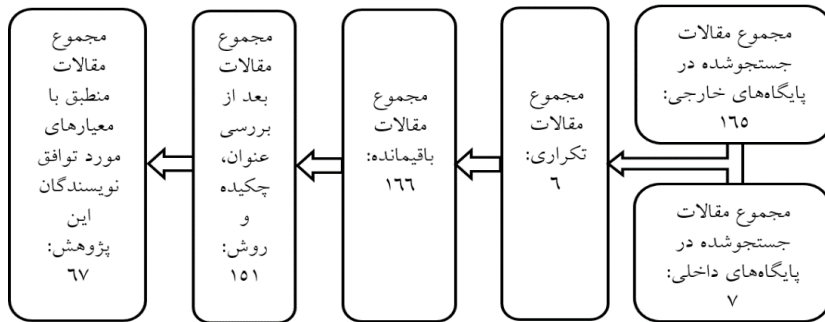 مجموع مقالات
جستجوشده در
پایگاه‌های خارجی:
۱۶۵
مجموع مقالات
جستجوشده در
پایگاه‌های داخلی:
۷
مجموع
مقالات
تکراری:
۶
مجموع
مقالات
باقیمانده:
۱۶۶
مجموع
مقالات
بعد از
بررسی
عنوان،
چکیده
و
روش:
۱۵۱
مجموع
مقالات
منطبق با
معیارهای
مورد توافق
نویسندگان
این
پژوهش:
۶۷